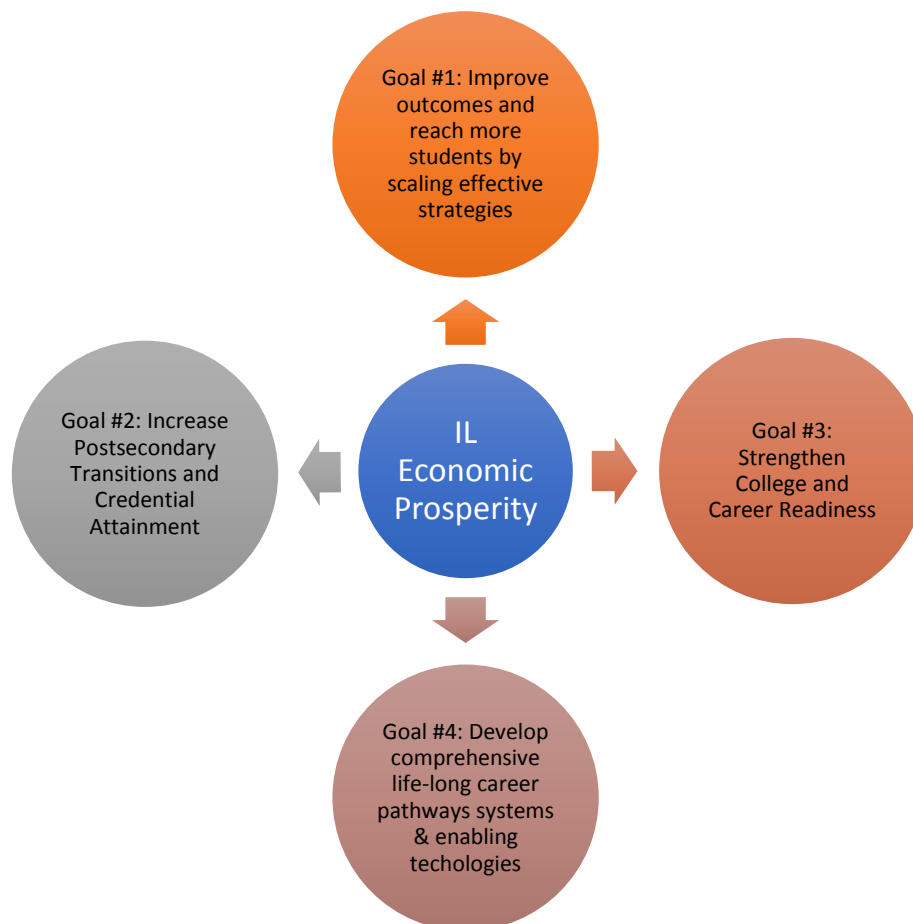 Goal #1: Improve
outcomes and
reach more
students by
scaling effective
strategies
Goal #2: Increase
Postsecondary
Transitions and
Credential
Attainment
IL
Economic
Prosperity
Goal #3:
Strengthen
College and
Career Readiness
Goal #4: Develop
comprehensive
life-long career
pathways systems
& enabling
techologies